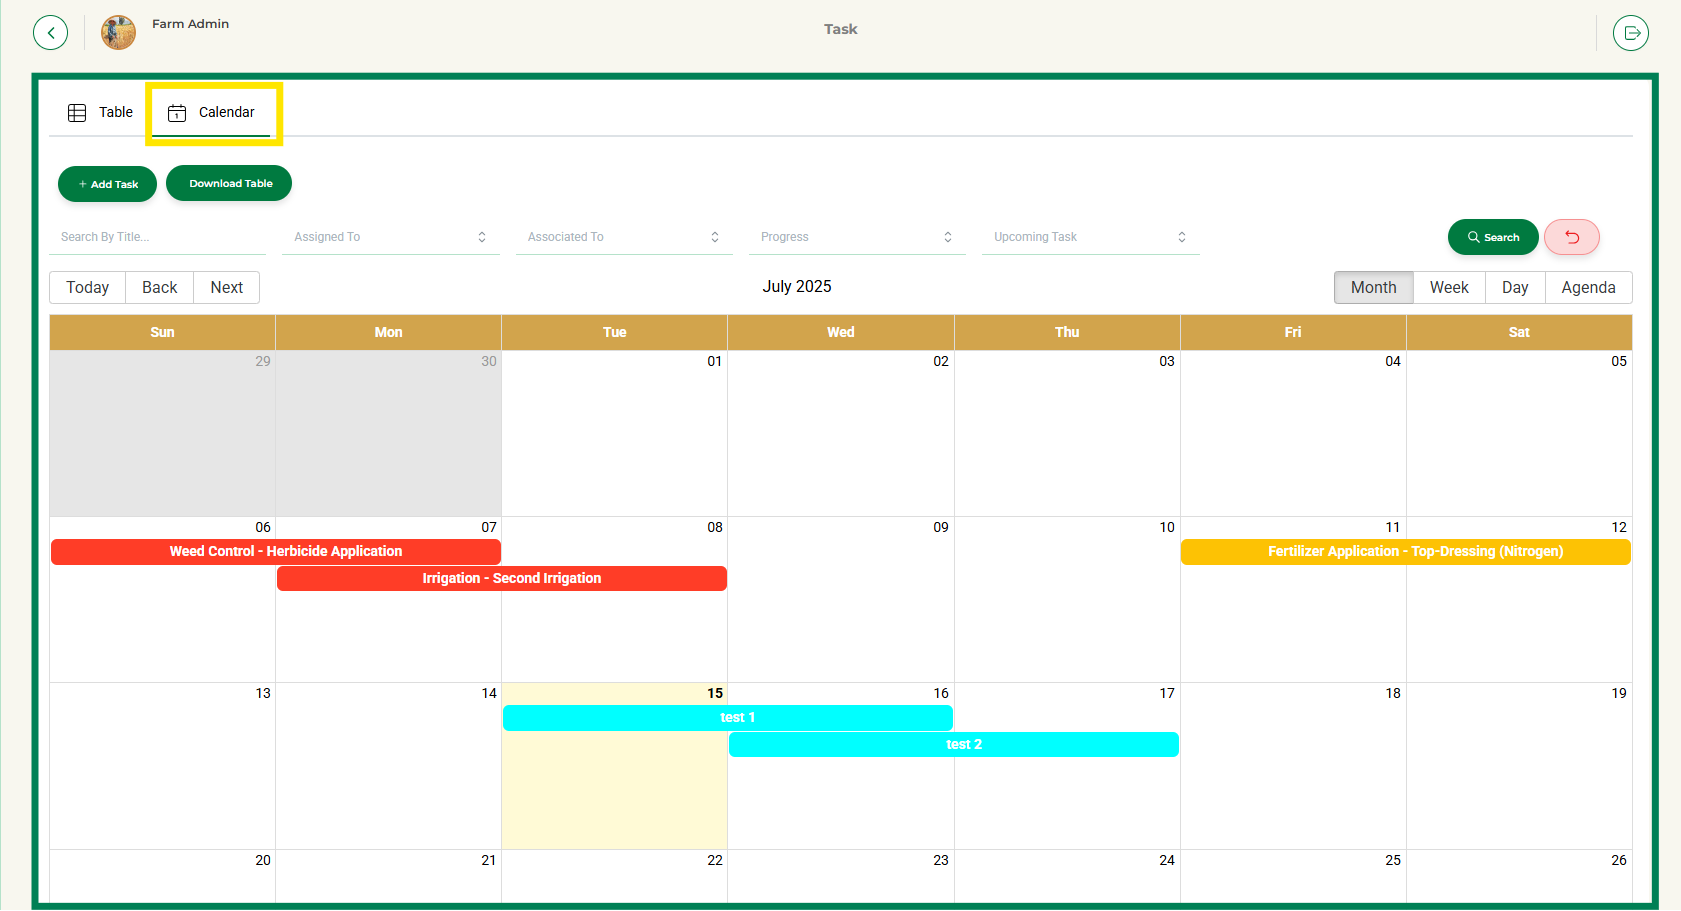 Farm Admin
Task
Table
1
Calendar
+ Add Task
Download Table
Search By Title...
Assigned To
Associated To
Progress
Upcoming Task
Search
Today Back Next
July 2025
Month Week Day Agenda
Sun Mon Tue Wed Thu Fri Sat
29 30 01 02 03 04 05
06 07 08 09 10 11 12
Weed Control - Herbicide Application
Fertilizer Application - Top-Dressing (Nitrogen)
Irrigation - Second Irrigation
13 14 15 16 17 18 19
test 1
test 2
20 21 22 23 24 25 26